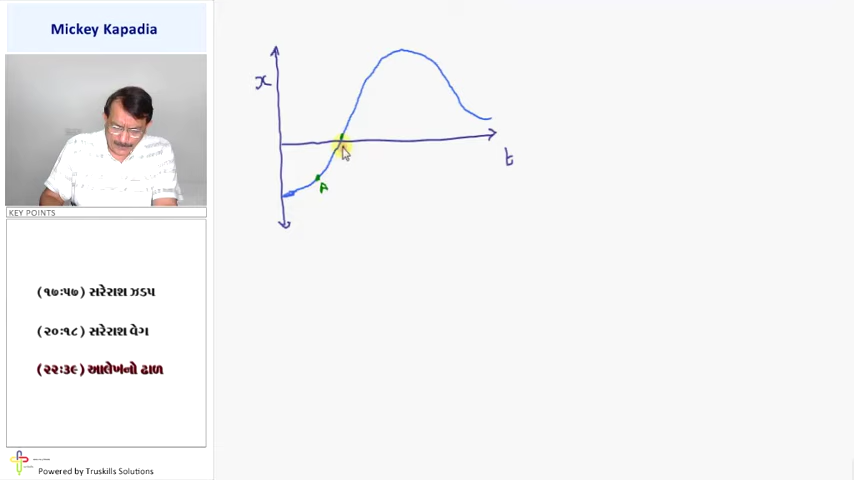 Mickey Kapadia
x
t
A
KEY POINTS
(૧૭:૫૭) સરેરાશ ઝડપ
(૨૦:૧૮) સરેરાશ વેગ
(૨૨:૩૯) આલેખનો ઢાળ
Powered by Truskills Solutions